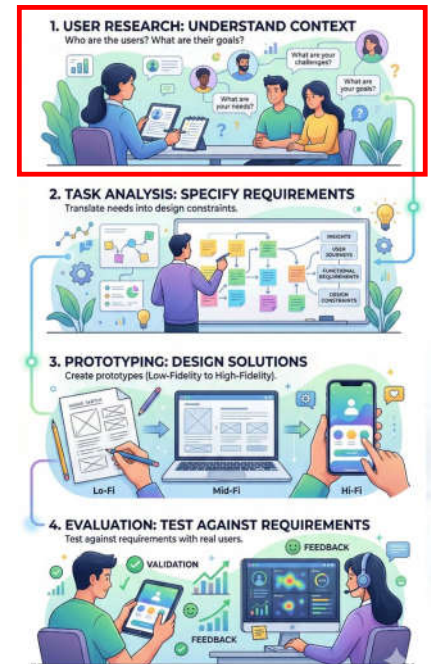 1. USER RESEARCH: UNDERSTAND CONTEXT
Who are the users? What are their goals?
What are your
challenges?
What are
your goals?
What are
your needs?
2. TASK ANALYSIS: SPECIFY REQUIREMENTS
Translate needs into design constraints.
INSIGHTS
USER
JOURNEYS
FUNCTIONAL
REQUIREMENTS
DESIGN
CONSTRAINTS
3. PROTOTYPING: DESIGN SOLUTIONS
Create prototypes (Low-Fidelity to High-Fidelity).
Lo-Fi
Mid-Fi
Hi-Fi
4. EVALUATION: TEST AGAINST REQUIREMENTS
Test against requirements with real users.
VALIDATION
FEEDBACK
FEEDBACK